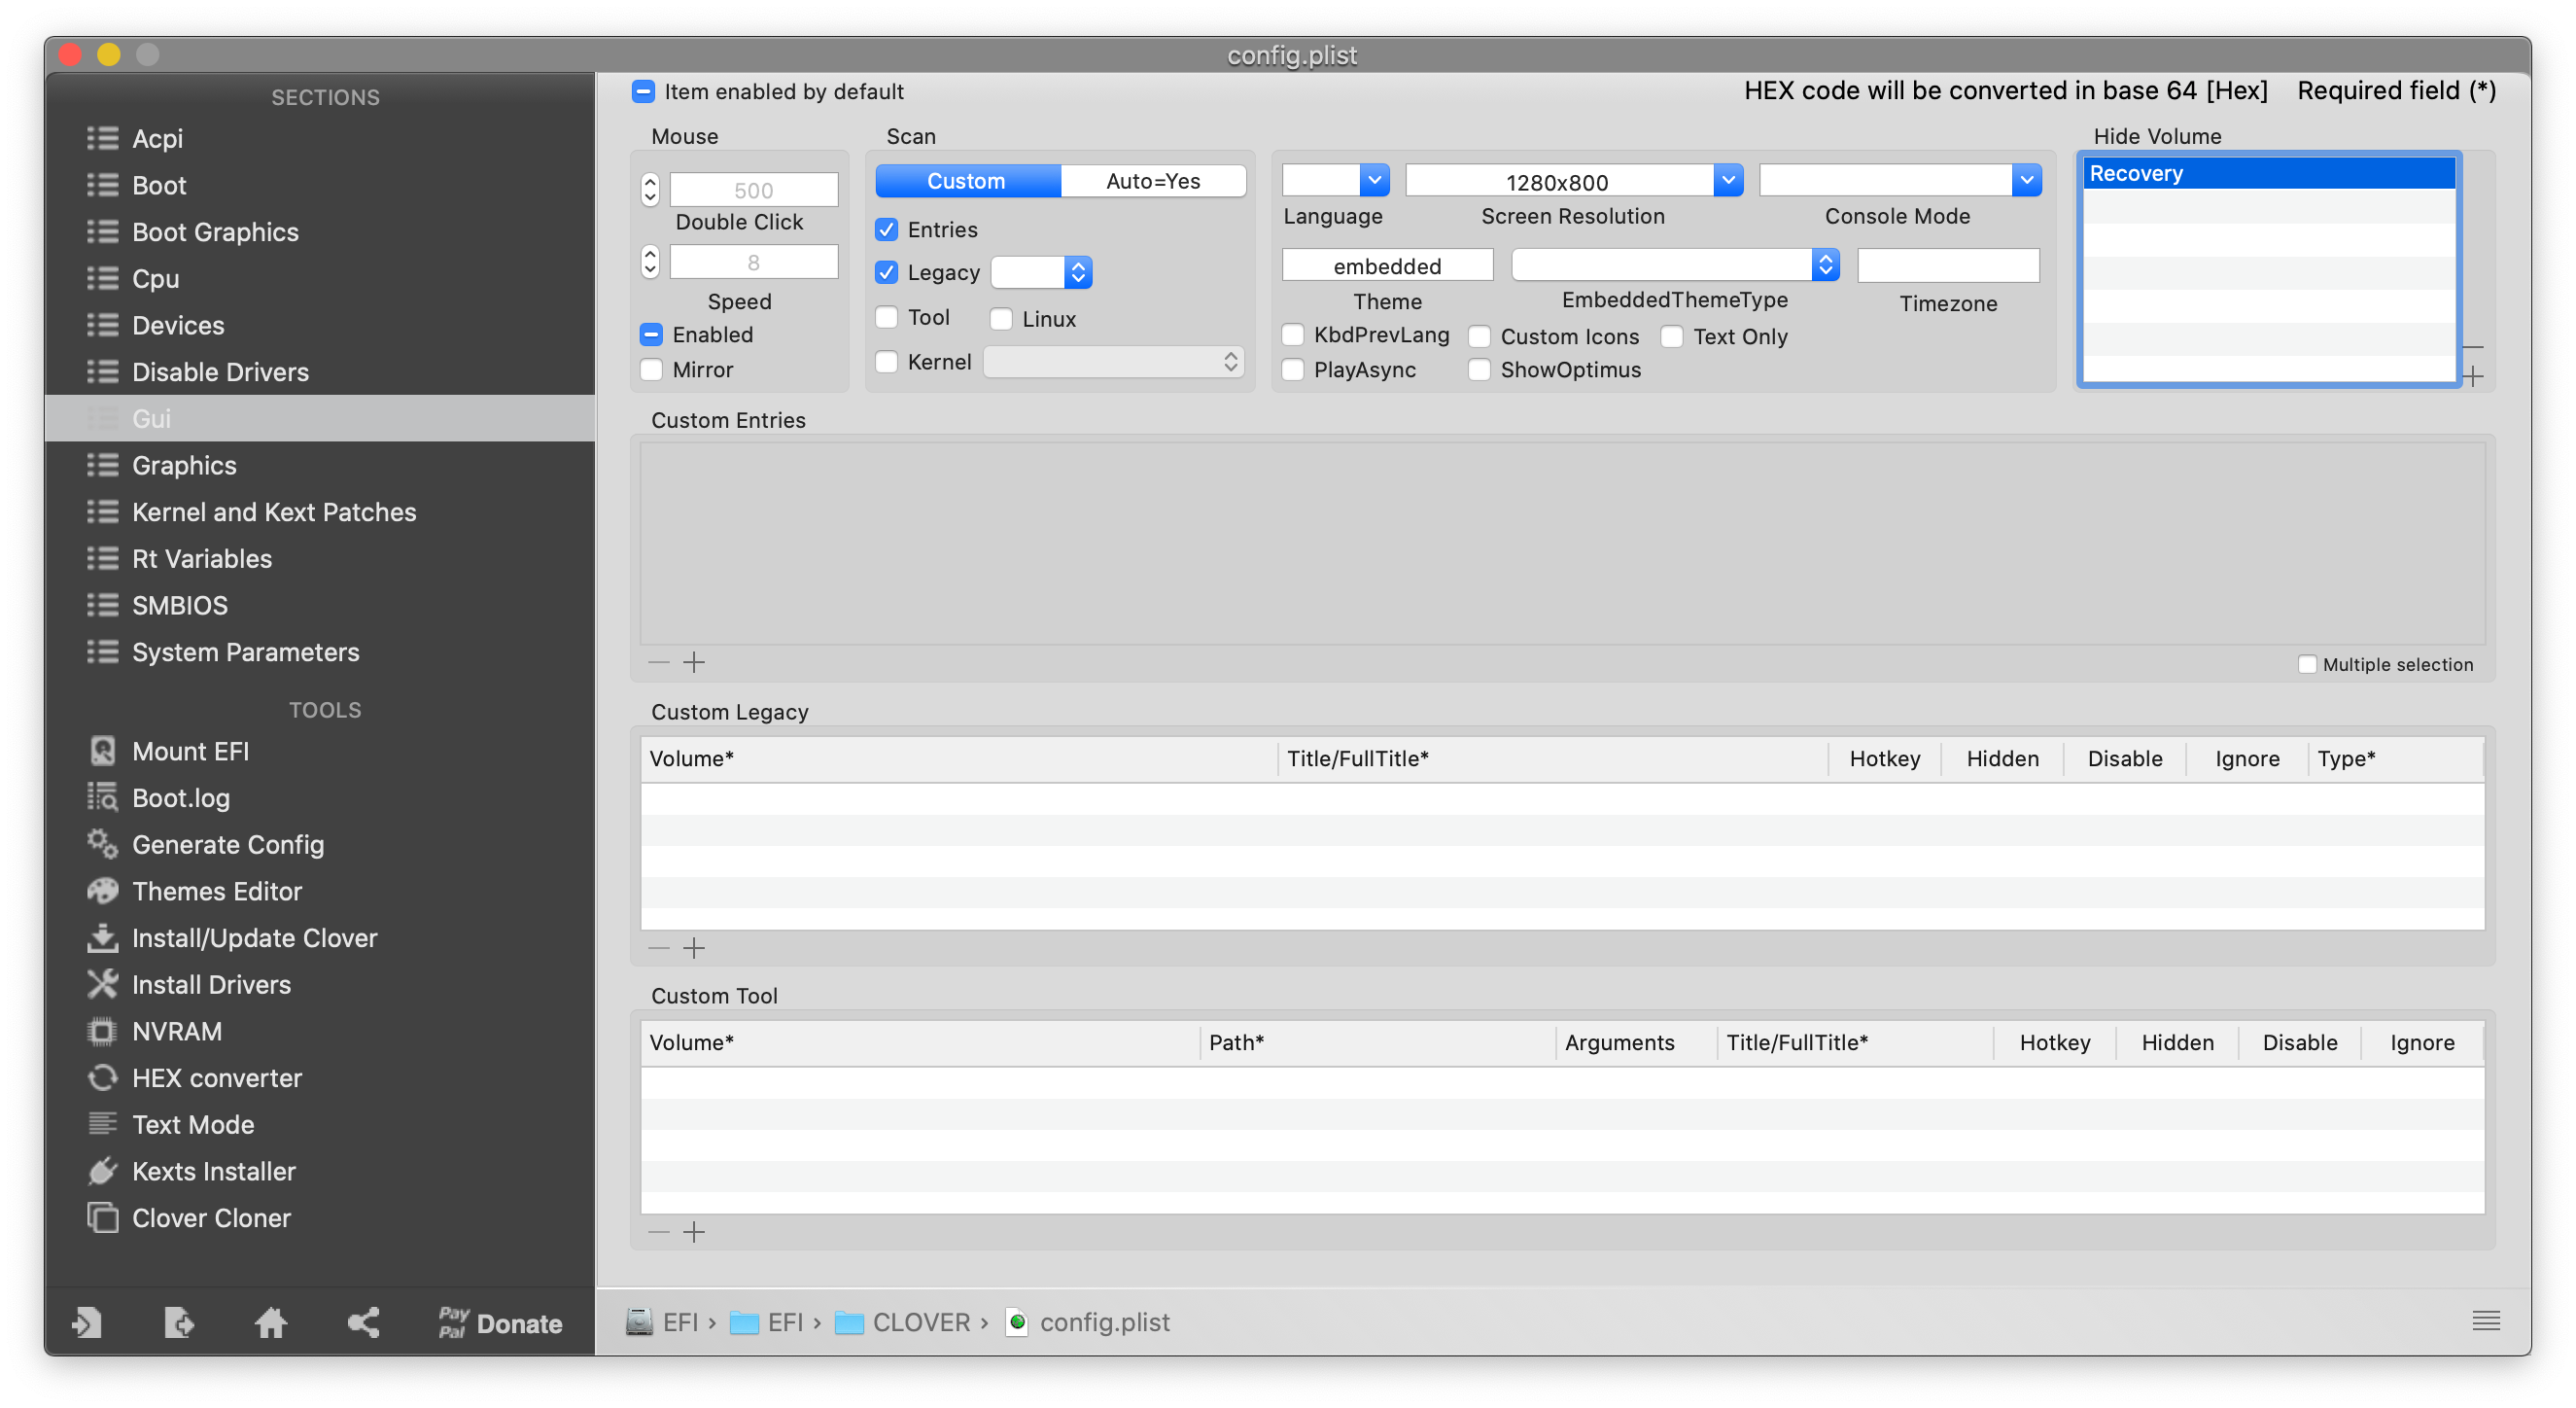 config.plist
SECTIONS
Acpi
Boot
Boot Graphics
Cpu
Devices
Disable Drivers
Gui
Graphics
Kernel and Kext Patches
Rt Variables
SMBIOS
System Parameters
TOOLS
Mount EFI
Boot.log
Generate Config
Themes Editor
Install/Update Clover
Install Drivers
NVRAM
HEX converter
Text Mode
Kexts Installer
Clover Cloner
Pay
Pal
Donate
Item enabled by default
HEX code will be converted in base 64 [Hex] Required field (*)
Mouse
500
Double Click
8
Speed
Enabled
Mirror
Scan
Custom Auto=Yes
Entries
Legacy
Tool Linux
Kernel
1280x800
Language Screen Resolution Console Mode
embedded
Theme EmbeddedThemeType Timezone
KbdPrevLang Custom Icons Text Only
PlayAsync ShowOptimus
Hide Volume
Recovery
Custom Entries
Multiple selection
Custom Legacy
Volume* Title/FullTitle* Hotkey Hidden Disable Ignore Type*
Custom Tool
Volume* Path* Arguments Title/FullTitle* Hotkey Hidden Disable Ignore
EFI › EFI › CLOVER › config.plist